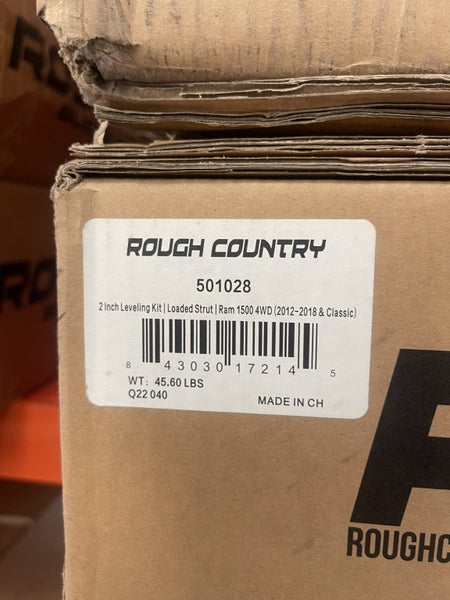 ROUGH COUNTRY
501028
2 Inch Leveling Kit | Loaded Strut | Ram 1500 4WD (2012-2018 & Classic)
8 43030 17214 5
WT: 45.60 LBS
Q22 040
MADE IN CH
R
ROUGHC